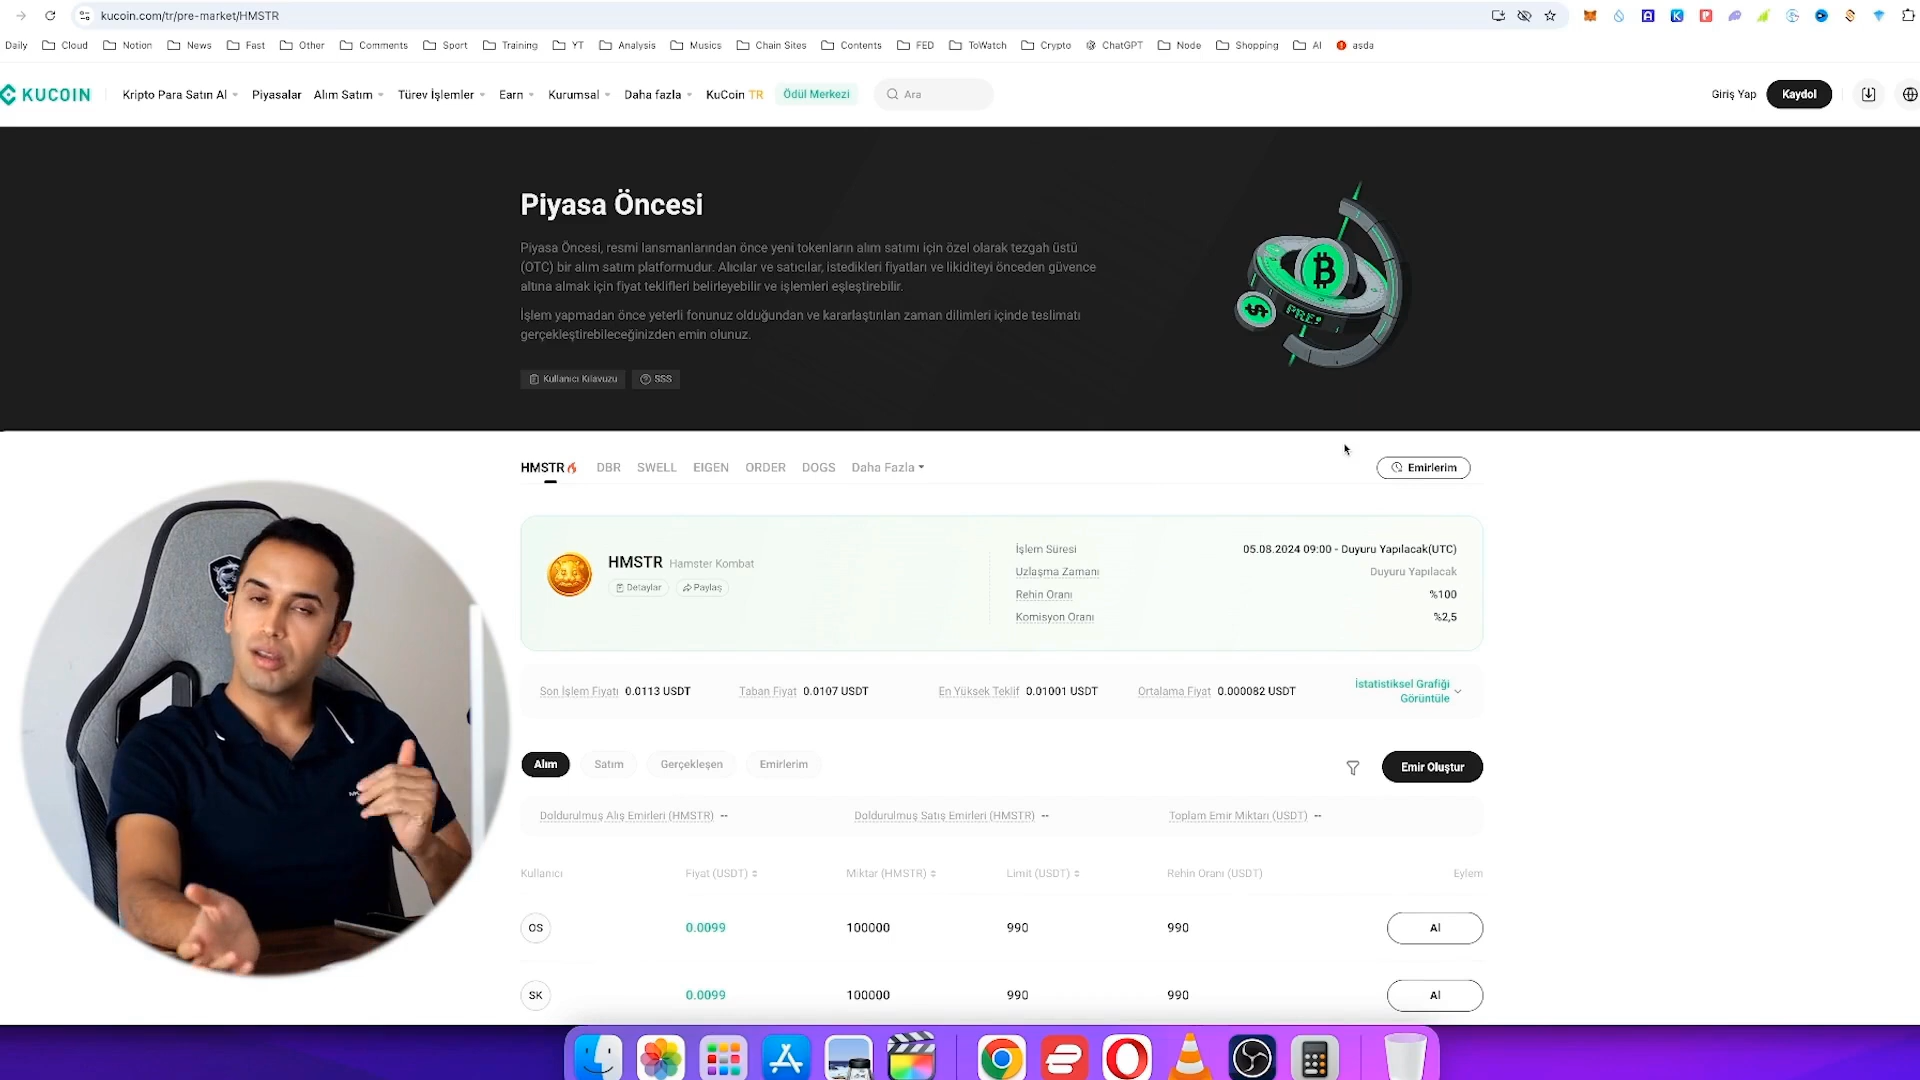 kucoin.com/tr/pre-market/HMSTR
Daily Cloud Notion News Fast Other Comments Sport Training YT Analysis Musics Chain Sites Contents FED ToWatch Crypto ChatGPT Node Shopping AI asda
KUCOIN Kripto Para Satın Al Piyasalar Alım Satım Türev İşlemler Earn Kurumsal Daha fazla KuCoin TR Ödül Merkezi Ara Giriş Yap Kaydol
Piyasa Öncesi
Piyasa Öncesi, resmi lansmanlarından önce yeni tokenların alım satımı için özel olarak tezgah üstü
(OTC) bir alım satım platformudur. Alıcılar ve satıcılar, istedikleri fiyatları ve likiditeyi önceden güvence
altına almak için fiyat teklifleri belirleyebilir ve işlemleri eşleştirebilir.
İşlem yapmadan önce yeterli fonunuz olduğundan ve kararlaştırılan zaman dilimleri içinde teslimatı
gerçekleştirebileceğinizden emin olunuz.
PRE!
Kullanıcı Kılavuzu SSS
HMSTR DBR SWELL EIGEN ORDER DOGS Daha Fazla Emirlerim
HMSTR Hamster Kombat
Detaylar Paylaş
İşlem Süresi 05.08.2024 09:00 - Duyuru Yapılacak(UTC)
Uzlaşma Zamanı Duyuru Yapılacak
Rehin Oranı %100
Komisyon Oranı %2,5
Son İşlem Fiyatı 0.0113 USDT Taban Fiyat 0.0107 USDT En Yüksek Teklif 0.01001 USDT Ortalama Fiyat 0.000082 USDT İstatistiksel Grafiği
Görüntüle
Alım Satım Gerçekleşen Emirlerim Emir Oluştur
Doldurulmuş Alış Emirleri (HMSTR) -- Doldurulmuş Satış Emirleri (HMSTR) -- Toplam Emir Miktarı (USDT) --
Kullanıcı Fiyat (USDT) Miktar (HMSTR) Limit (USDT) Rehin Oranı (USDT) Eylem
OS 0.0099 100000 990 990 Al
SK 0.0099 100000 990 990 Al